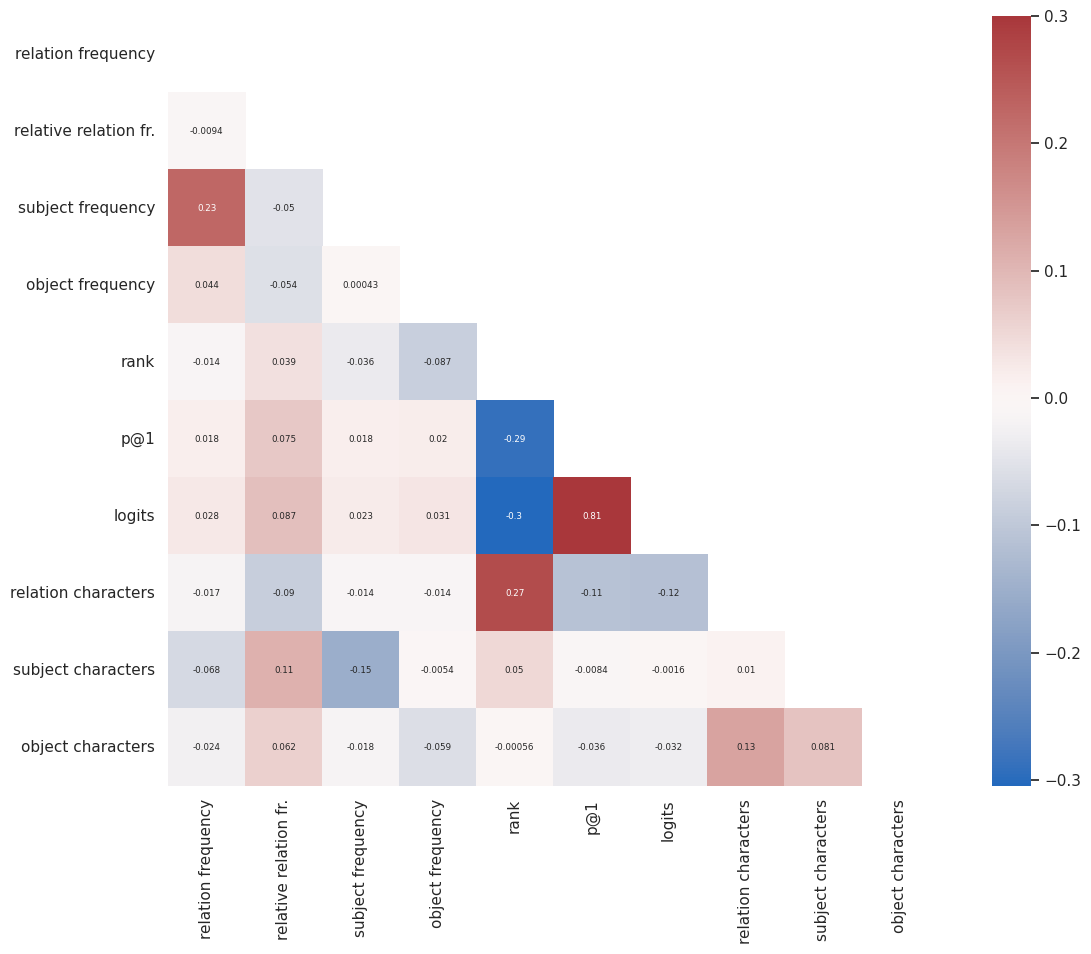 relation frequency
relative relation fr.
-0.0094
subject frequency
0.23
-0.05
object frequency
0.044
-0.054
0.00043
rank
-0.014
0.039
-0.036
-0.087
p@1
0.018
0.075
0.018
0.02
-0.29
logits
0.028
0.087
0.023
0.031
-0.3
0.81
relation characters
-0.017
-0.09
-0.014
-0.014
0.27
-0.11
-0.12
subject characters
-0.068
0.11
-0.15
-0.0054
0.05
-0.0084
-0.0016
0.01
object characters
-0.024
0.062
-0.018
-0.059
-0.00056
-0.036
-0.032
0.13
0.081
relation frequency
relative relation fr.
subject frequency
object frequency
rank
p@1
logits
relation characters
subject characters
object characters
0.3
0.2
0.1
0.0
−0.1
−0.2
−0.3